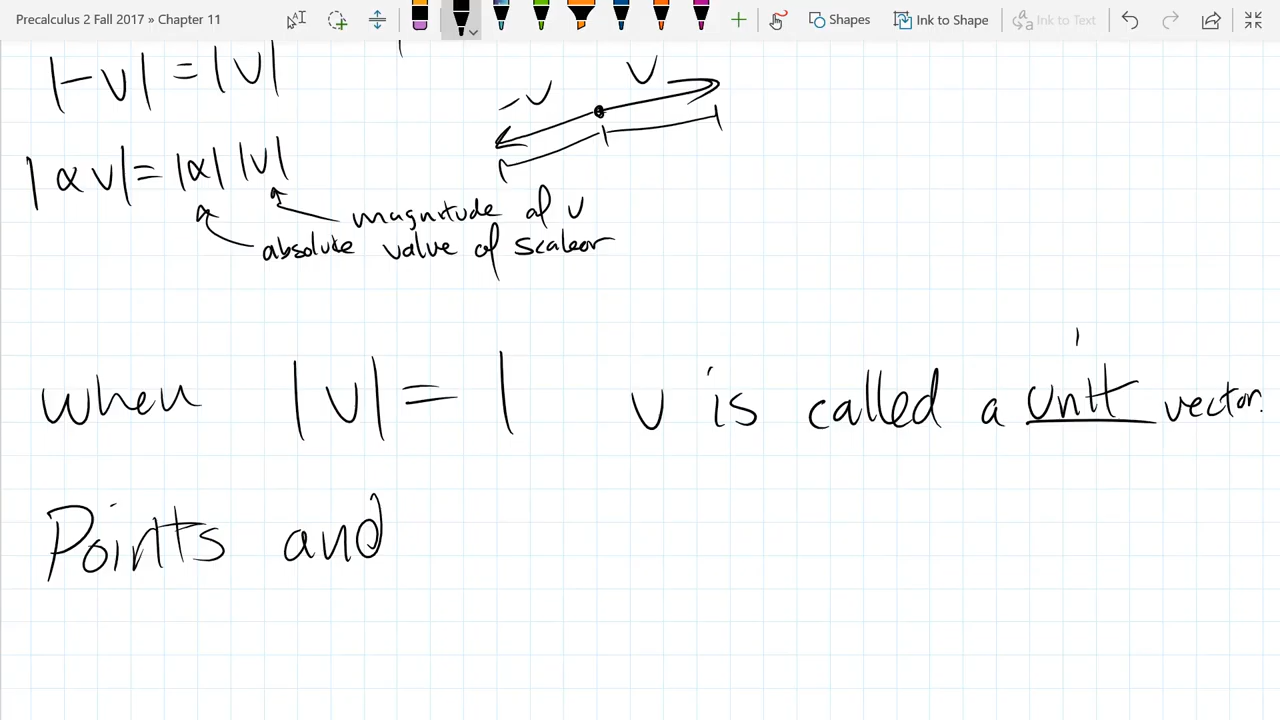 Precalculus 2 Fall 2017 » Chapter 11
Shapes
Ink to Shape
Ink to Text
|-v| = |v|
v
-v
|αv| = |α| |v|
magnitude of v
absolute value of scalar
when |v| = 1 v is called a unit vector.
Points and